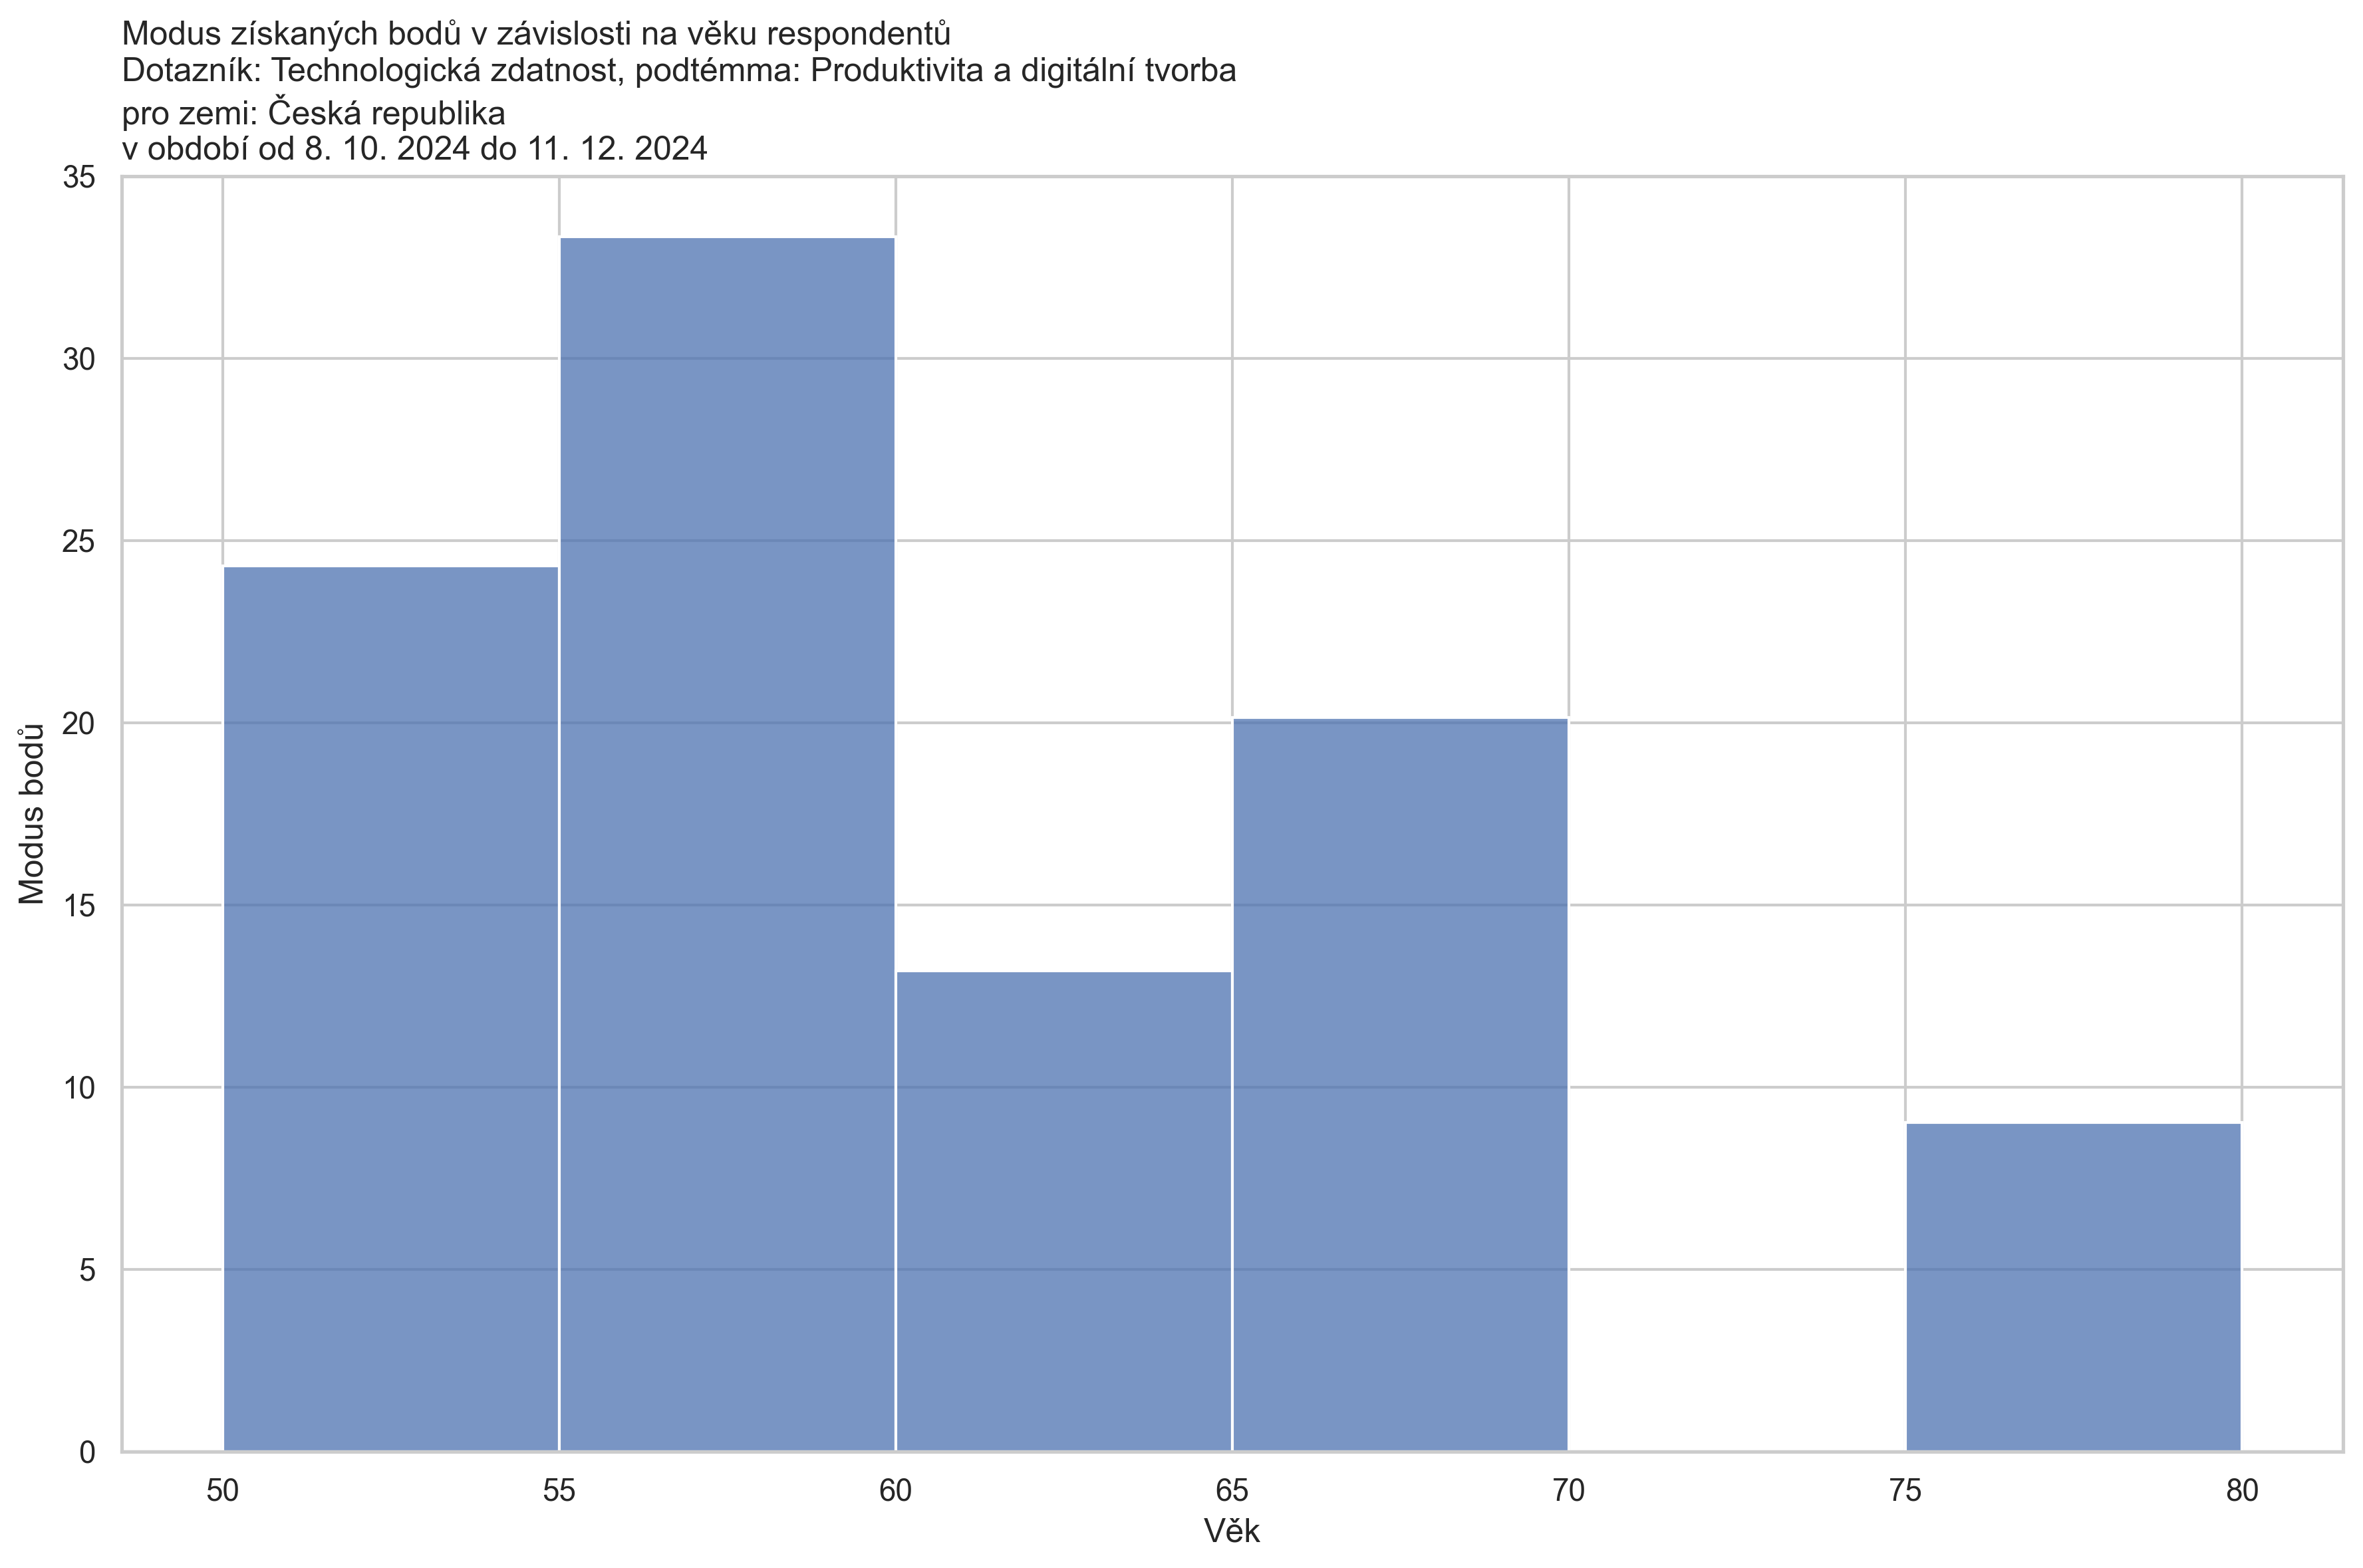 Modus získaných bodů v závislosti na věku respondentů
Dotazník: Technologická zdatnost, podtémma: Produktivita a digitální tvorba
pro zemi: Česká republika
v období od 8. 10. 2024 do 11. 12. 2024
35
30
25
20
15
10
5
0
Modus bodů
50 55 60 65 70 75 80
Věk